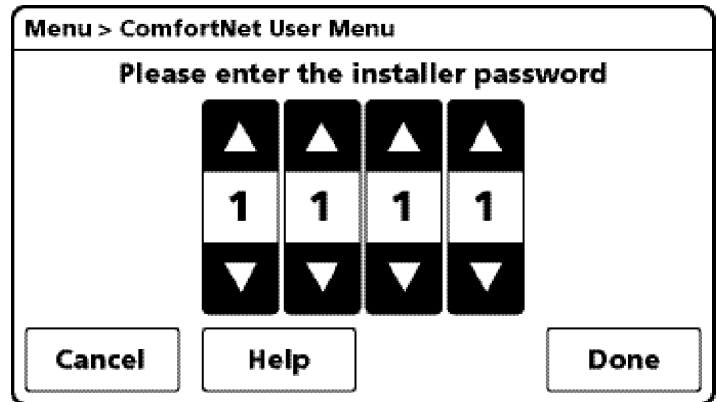 Menu > ComfortNet User Menu
Please enter the installer password
1 1 1 1
Cancel Help Done